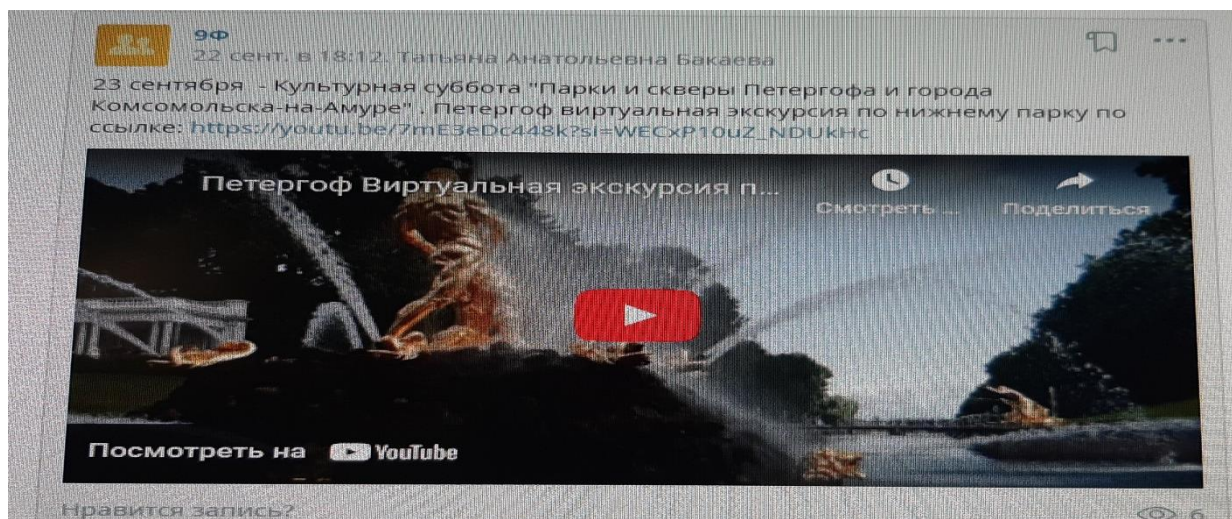 9Ф
22 сент. в 18:12. Татьяна Анатольевна Бакаева
23 сентября - Культурная суббота "Парки и скверы Петергофа и города
Комсомольска-на-Амуре". Петергоф виртуальная экскурсия по нижнему парку по
ссылке: https://youtu.be/7mE3eDc448k?si=WECxP10uZ_NDUkHc
Петергоф Виртуальная экскурсия п...
Смотреть ...
Поделиться
Посмотреть на YouTube
Нравится запись?
6